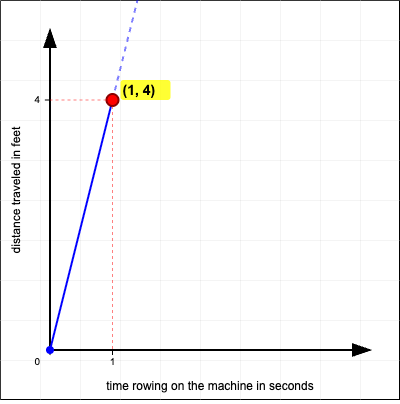 (1, 4)
4
distance traveled in feet
0
1
time rowing on the machine in seconds